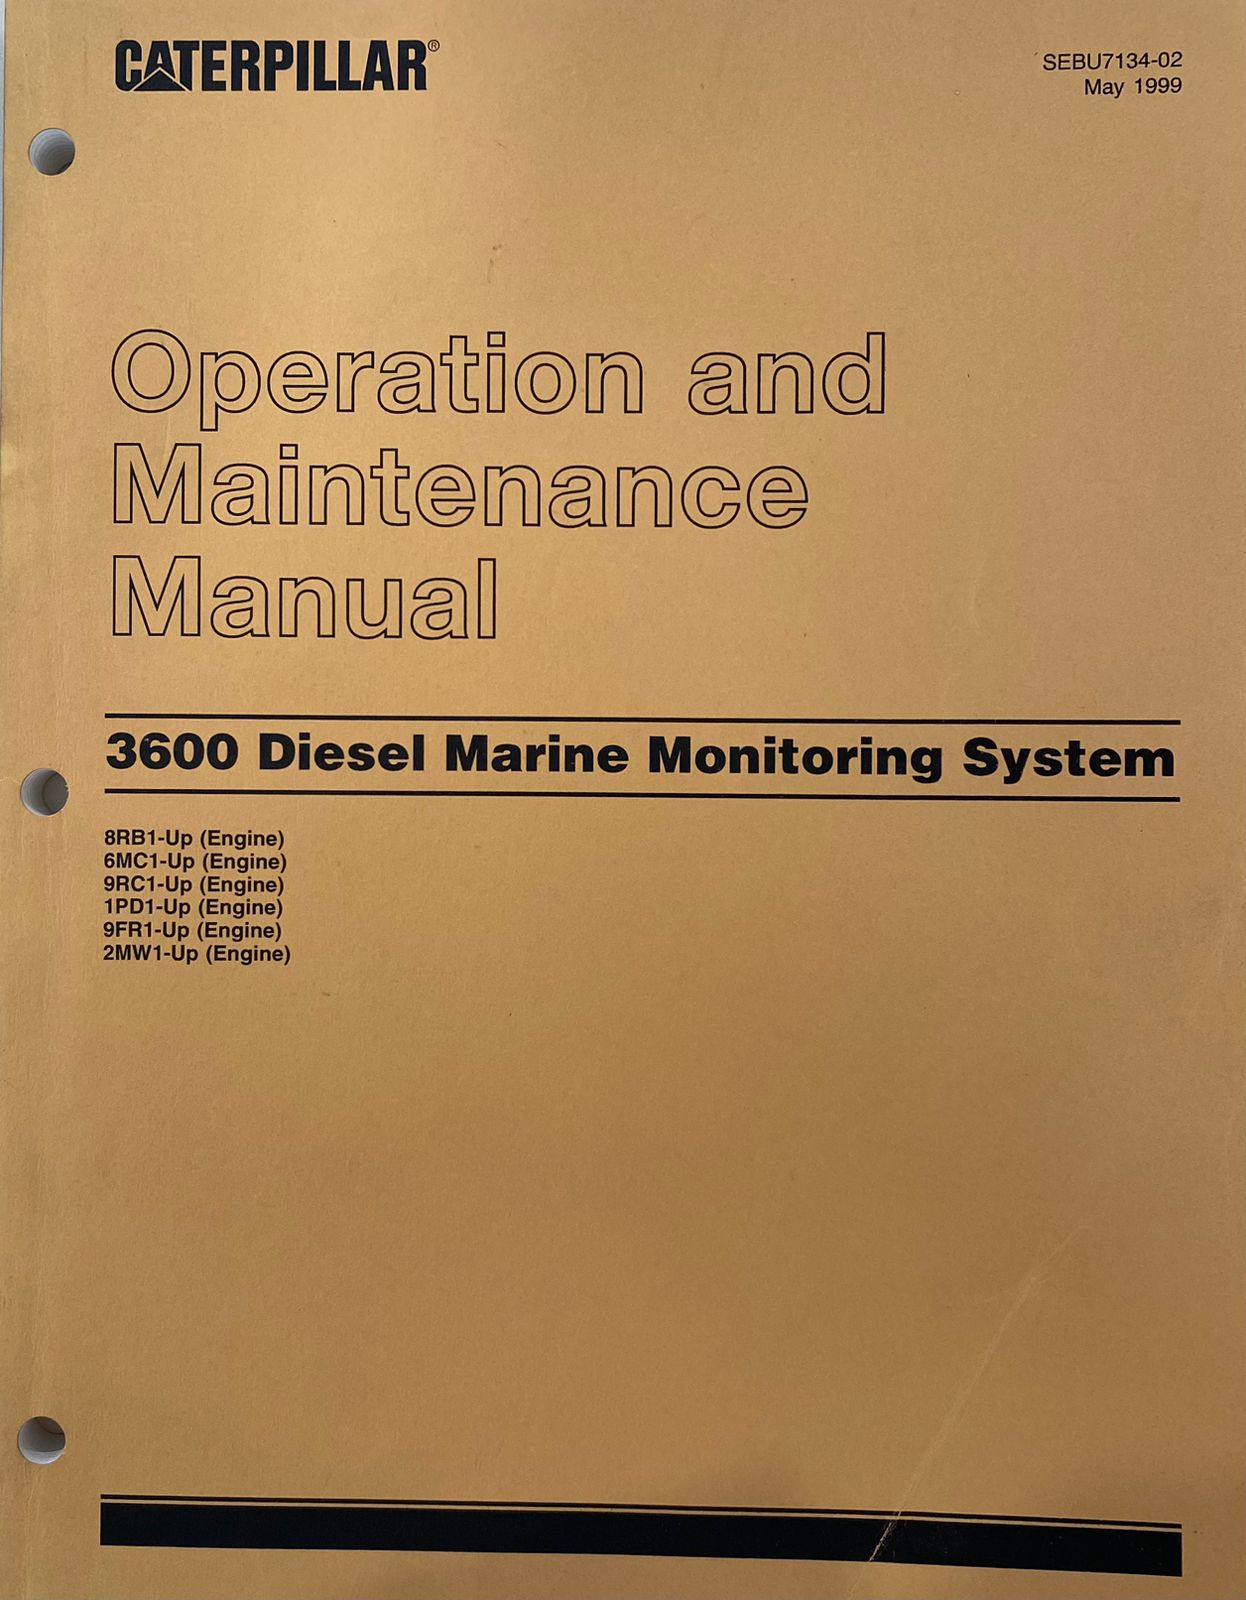 CATERPILLAR®
SEBU7134-02
May 1999
Operation and
Maintenance
Manual
3600 Diesel Marine Monitoring System
8RB1-Up (Engine)
6MC1-Up (Engine)
9RC1-Up (Engine)
1PD1-Up (Engine)
9FR1-Up (Engine)
2MW1-Up (Engine)